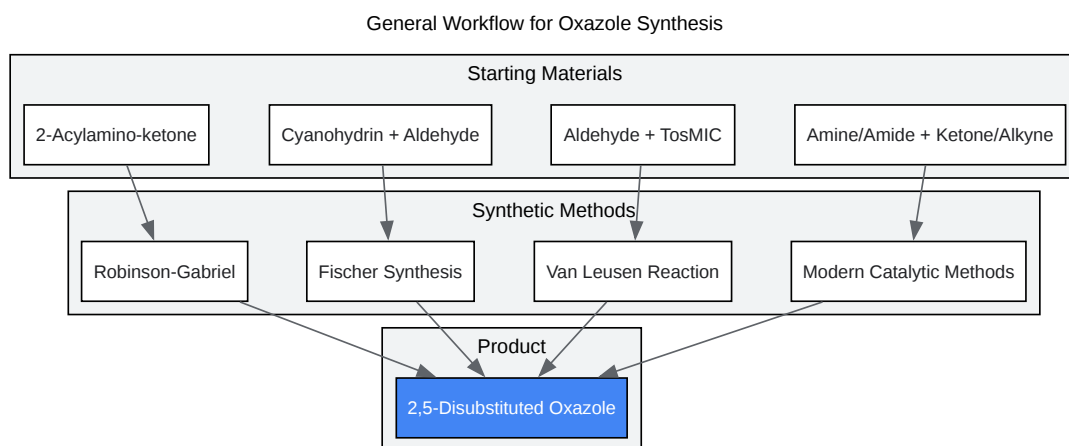 General Workflow for Oxazole Synthesis
Starting Materials
2-Acylamino-ketone
Cyanohydrin + Aldehyde
Aldehyde + TosMIC
Amine/Amide + Ketone/Alkyne
Synthetic Methods
Robinson-Gabriel
Fischer Synthesis
Van Leusen Reaction
Modern Catalytic Methods
Product
2,5-Disubstituted Oxazole